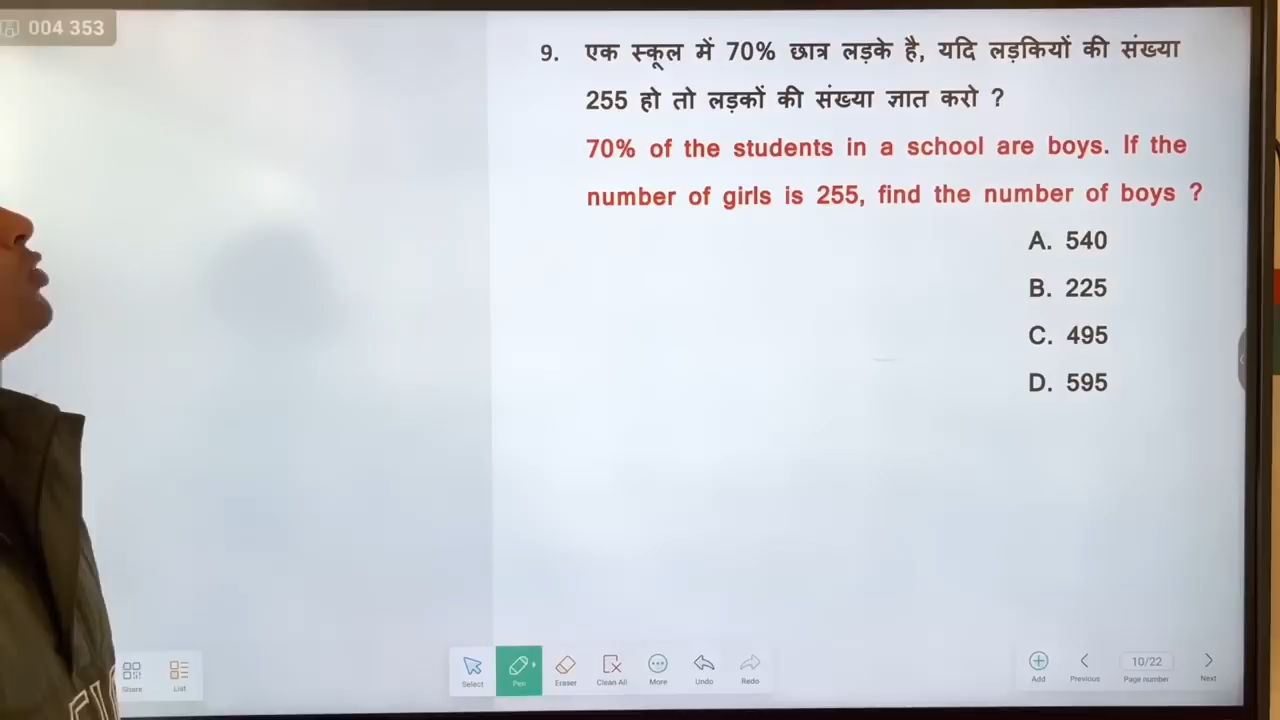 004 353
9. एक स्कूल में 70% छात्र लड़के है, यदि लड़कियों की संख्या
255 हो तो लड़कों की संख्या ज्ञात करो ?
70% of the students in a school are boys. If the
number of girls is 255, find the number of boys ?
A. 540
B. 225
C. 495
D. 595
Share List Select Pen Eraser Clean All More Undo Redo Add Previous 10/22 Page number Next